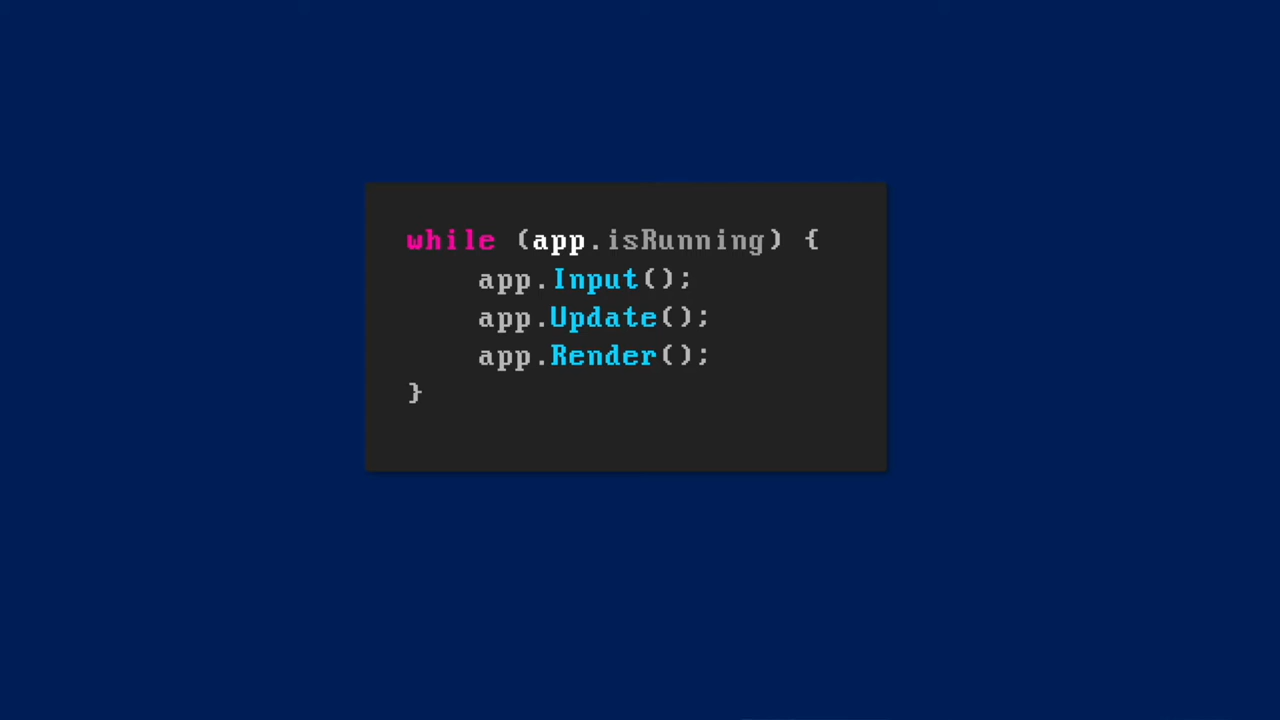 while (app.isRunning) {
    app.Input();
    app.Update();
    app.Render();
}